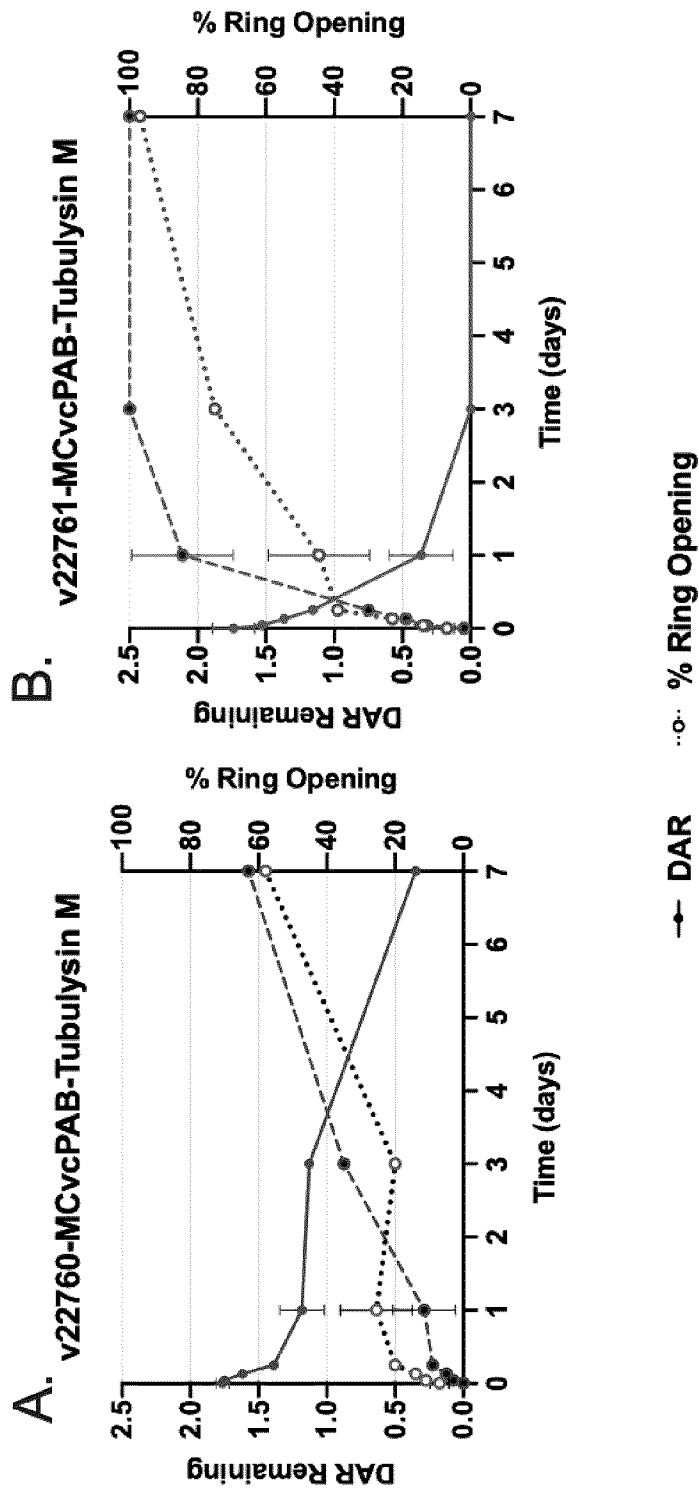 A.
v22760-MCvcPAB-Tubulysin M
DAR Remaining
2.5
2.0
1.5
1.0
0.5
0.0
% Ring Opening
100
80
60
40
20
0
0 1 2 3 4 5 6 7
Time (days)
B.
v22761-MCvcPAB-Tubulysin M
DAR Remaining
2.5
2.0
1.5
1.0
0.5
0.0
% Ring Opening
100
80
60
40
20
0
0 1 2 3 4 5 6 7
Time (days)
DAR
% Ring Opening